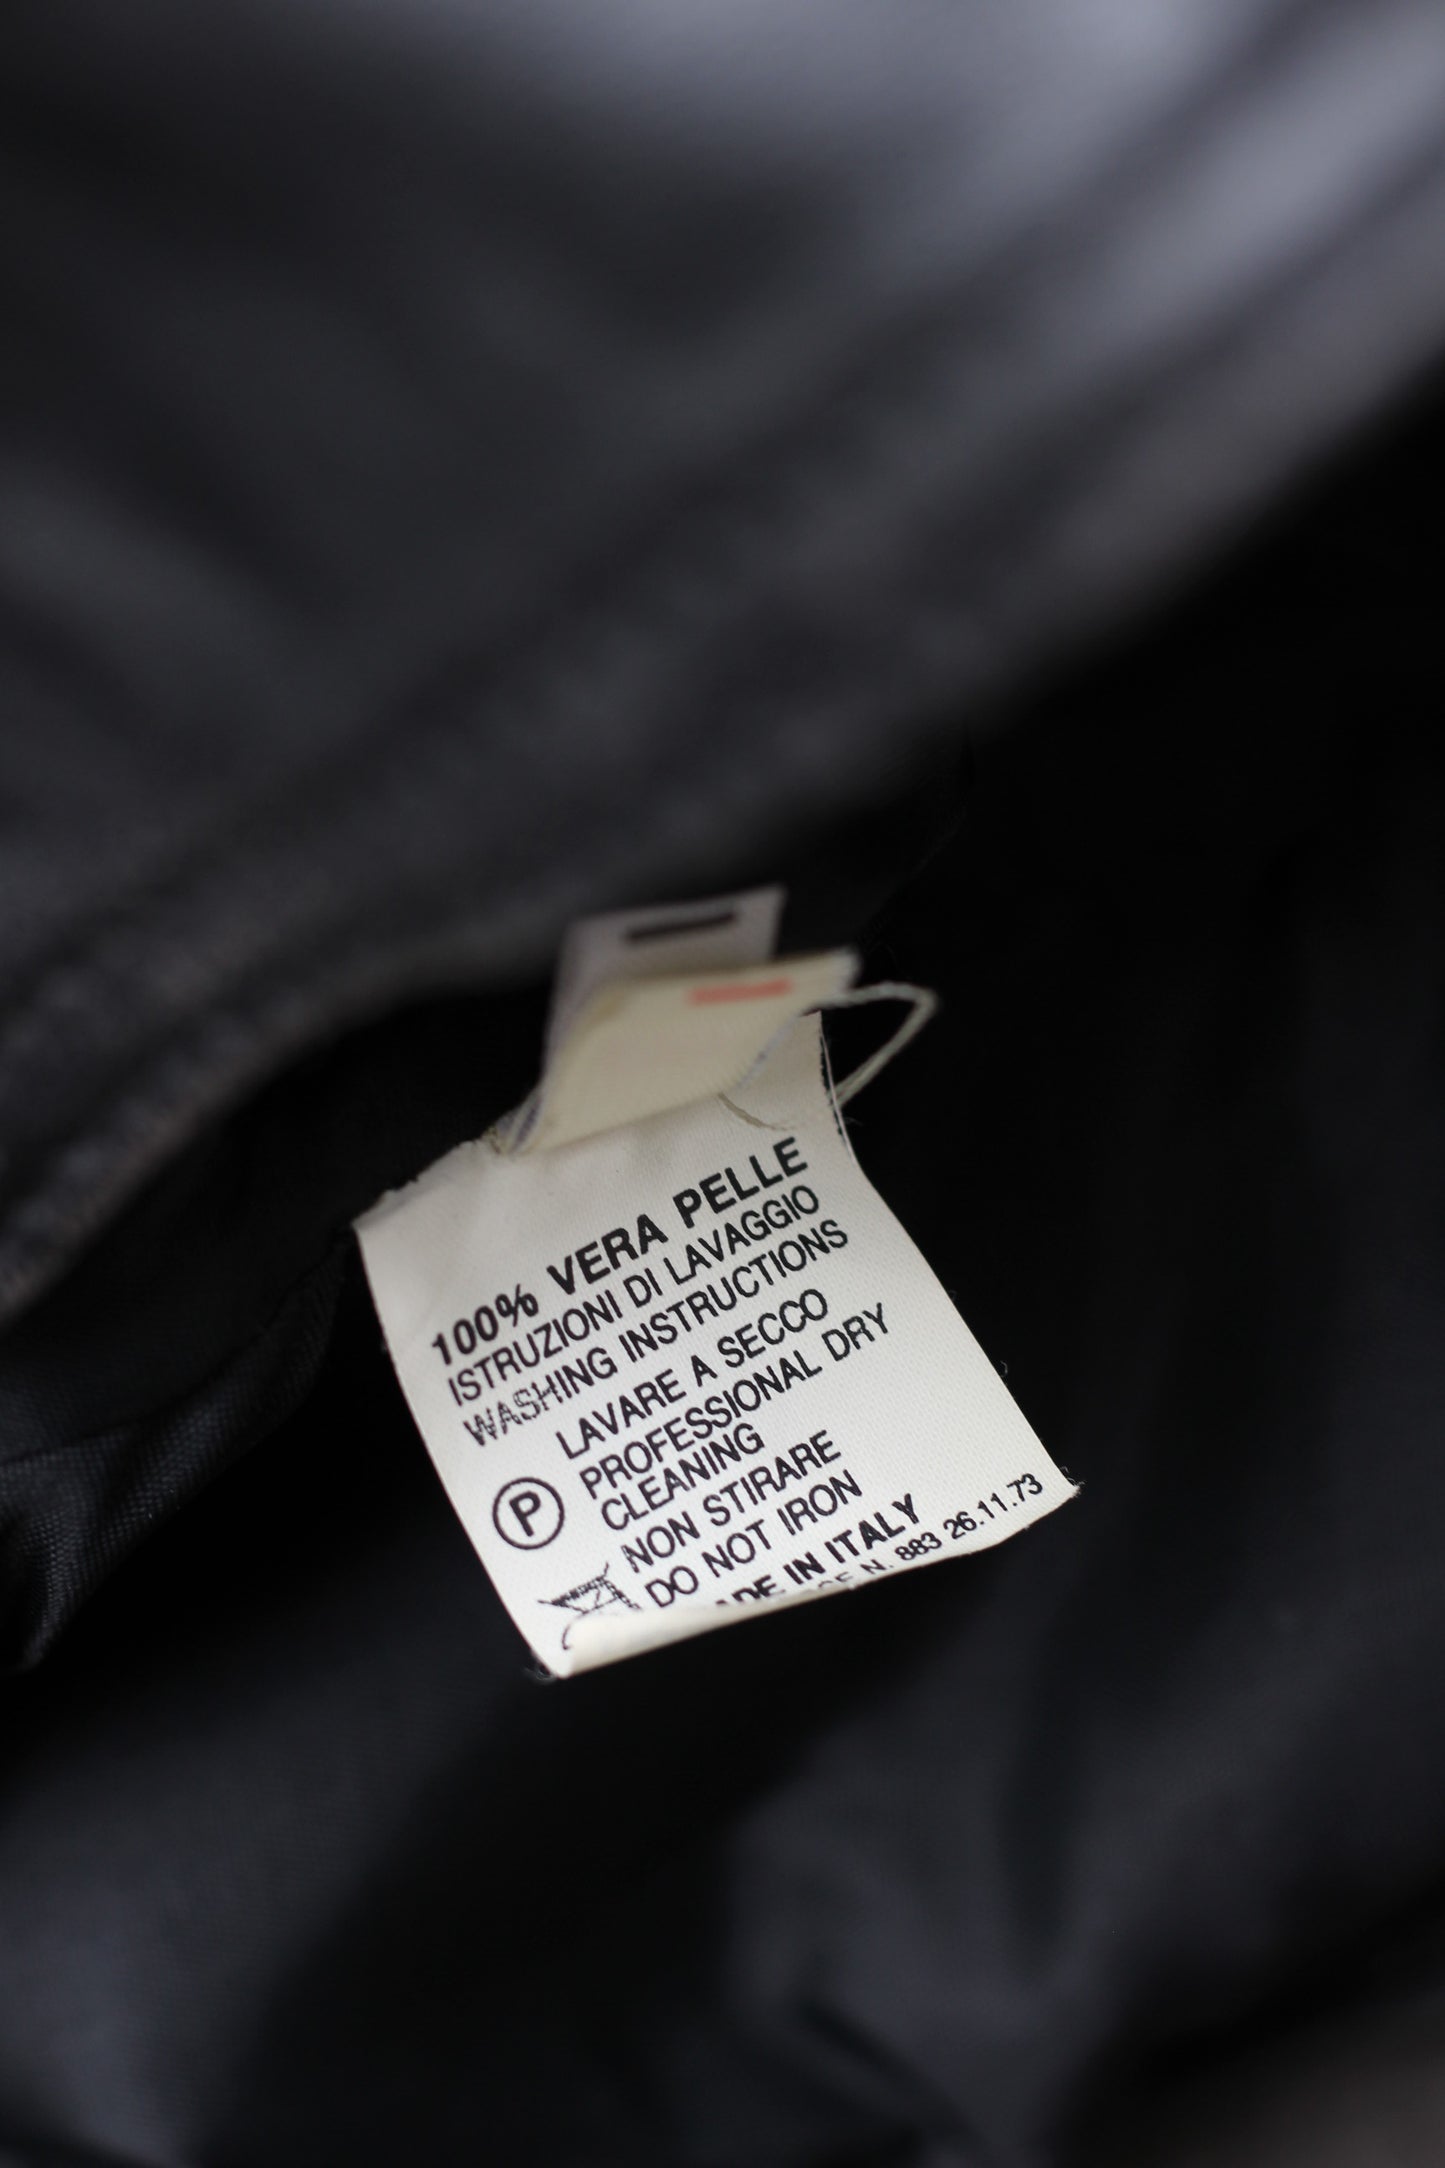 100% VERA PELLE
ISTRUZIONI DI LAVAGGIO
WASHING INSTRUCTIONS
LAVARE A SECCO
PROFESSIONAL DRY
CLEANING
P
NON STIRARE
DO NOT IRON
MADE IN ITALY
N. 883 26.11.73